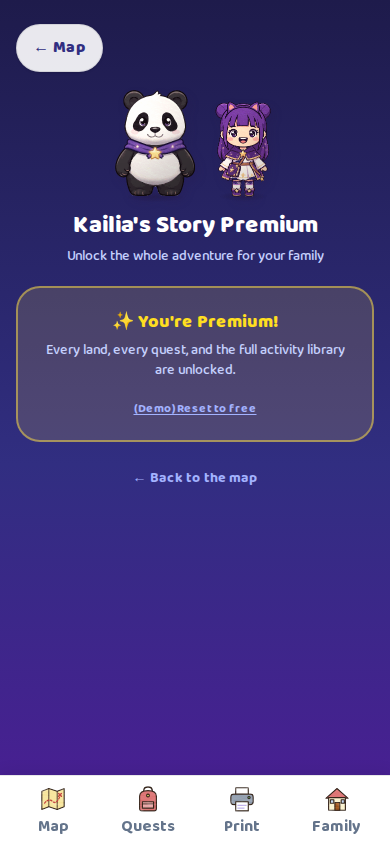 ← Map
Kailia's Story Premium
Unlock the whole adventure for your family
✨ You're Premium!
Every land, every quest, and the full activity library
are unlocked.
(Demo) Reset to free
← Back to the map
Map
Quests
Print
Family